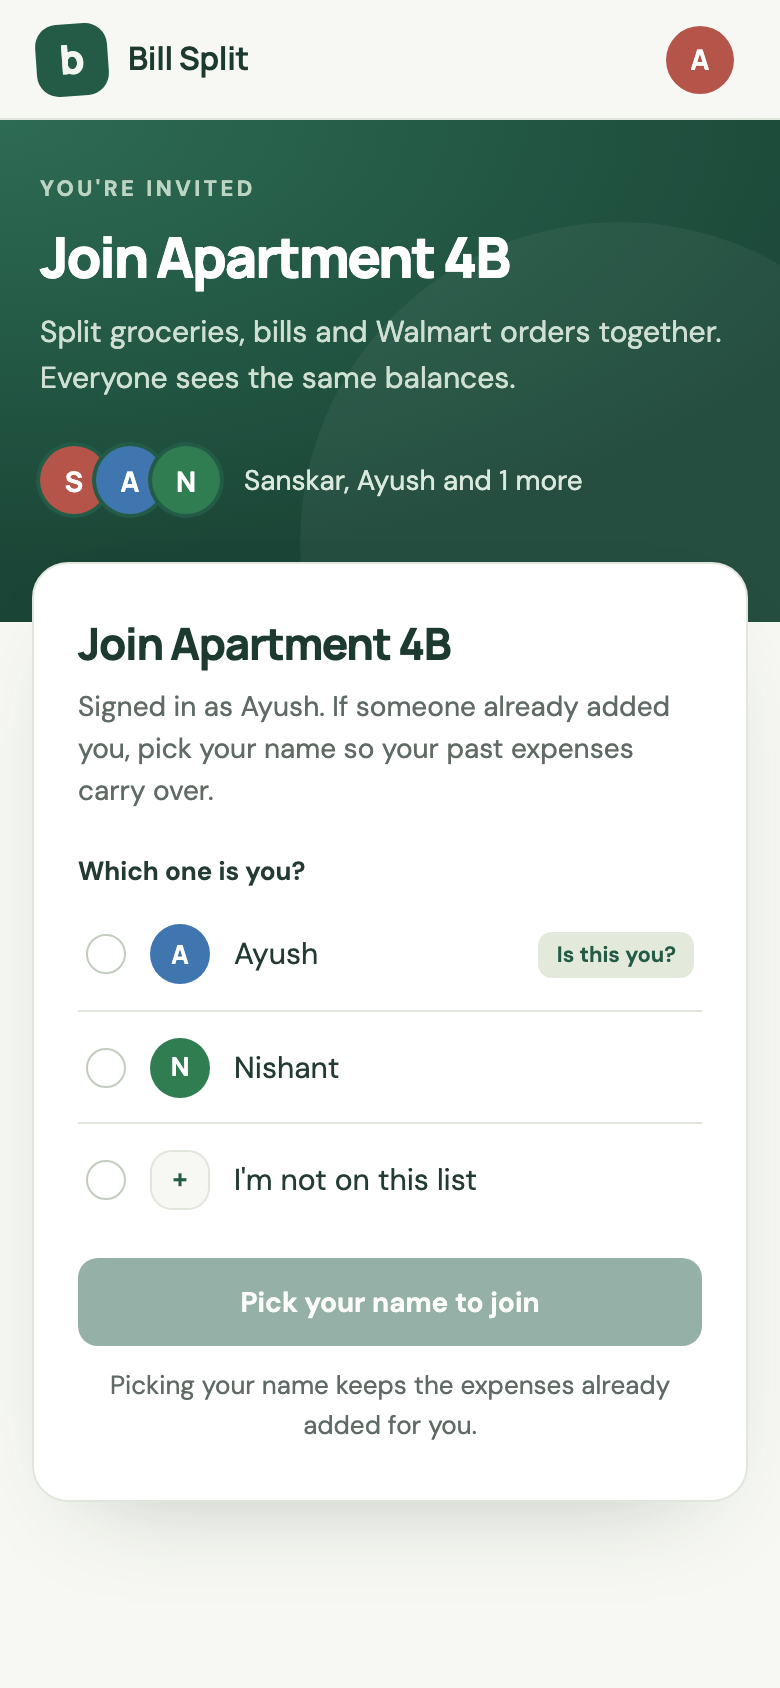 b
Bill Split
A
YOU'RE INVITED
Join Apartment 4B
Split groceries, bills and Walmart orders together.
Everyone sees the same balances.
S A N Sanskar, Ayush and 1 more
Join Apartment 4B
Signed in as Ayush. If someone already added
you, pick your name so your past expenses
carry over.
Which one is you?
A Ayush Is this you?
N Nishant
+ I'm not on this list
Pick your name to join
Picking your name keeps the expenses already
added for you.